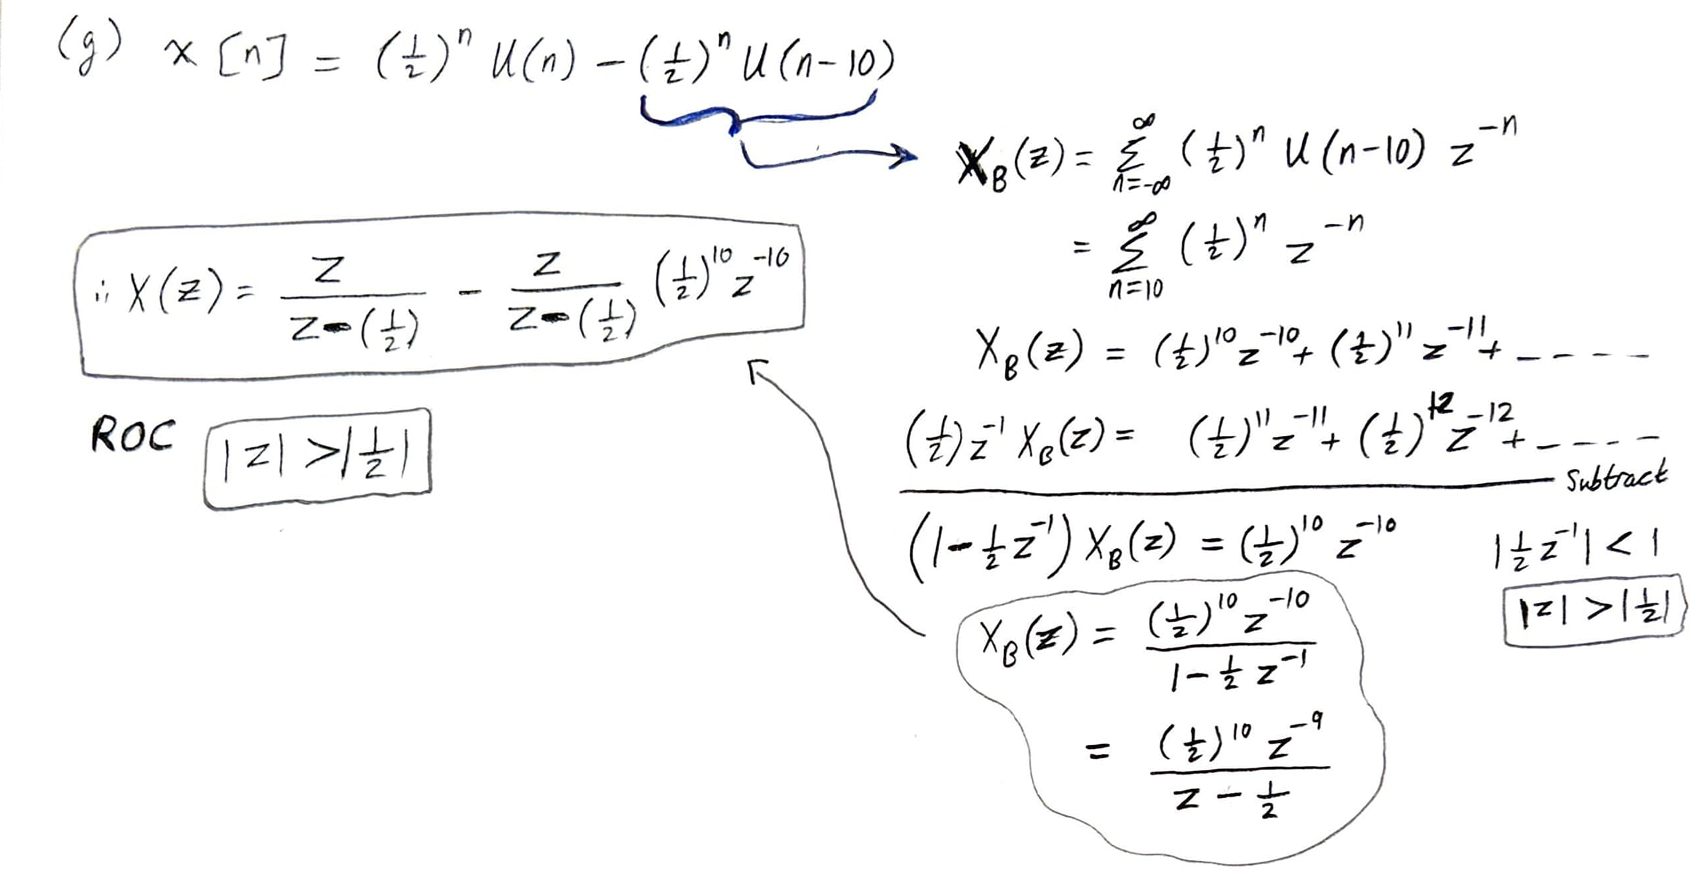 (g) x[n] = (1/2)^n U(n) - (1/2)^n U(n-10)
X_B(z) = Σ_{n=-∞}^{∞} (1/2)^n U(n-10) z^{-n}
= Σ_{n=10}^{∞} (1/2)^n z^{-n}
X_B(z) = (1/2)^{10} z^{-10} + (1/2)^{11} z^{-11} + ----
(1/2) z^{-1} X_B(z) = (1/2)^{11} z^{-11} + (1/2)^{12} z^{-12} + ----
Subtract
(1 - 1/2 z^{-1}) X_B(z) = (1/2)^{10} z^{-10}
|1/2 z^{-1}| < 1
|z| > |1/2|
X_B(z) = (1/2)^{10} z^{-10} / (1 - 1/2 z^{-1})
= (1/2)^{10} z^{-9} / (z - 1/2)
∴ X(z) = z / (z - (1/2)) - z / (z - (1/2)) (1/2)^{10} z^{-10}
ROC |z| > |1/2|